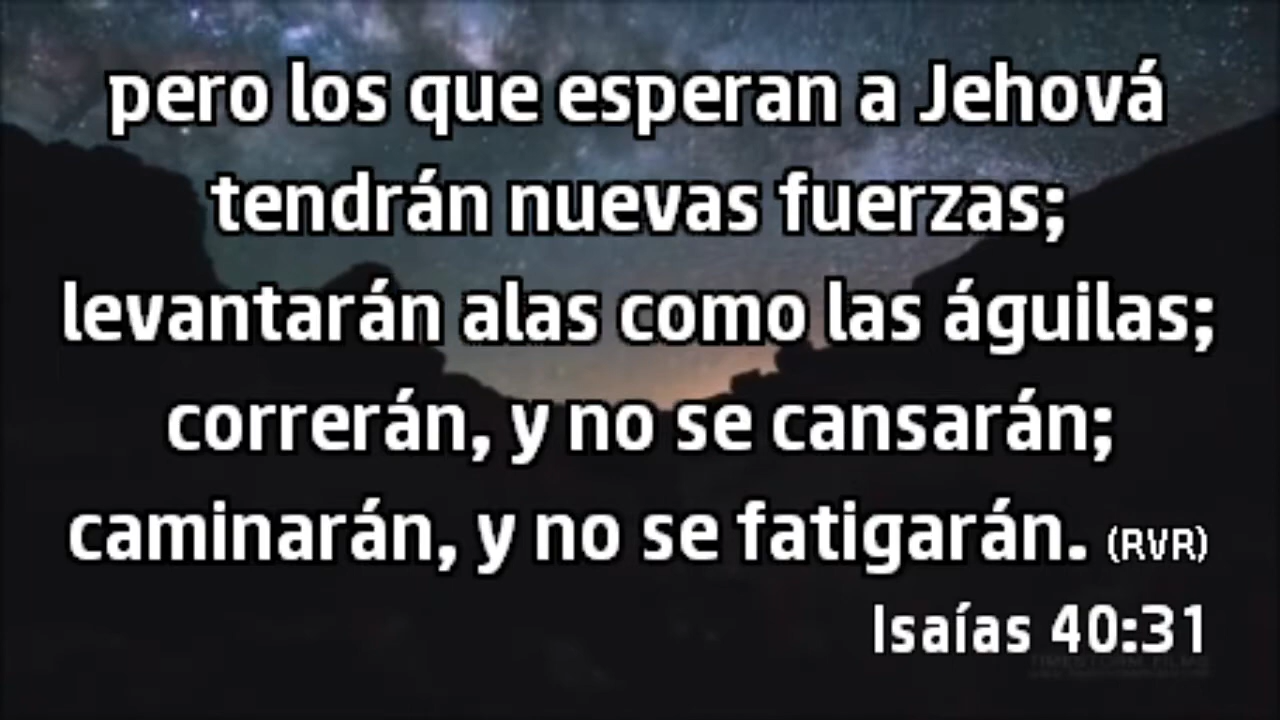 pero los que esperan a Jehová
tendrán nuevas fuerzas;
levantarán alas como las águilas;
correrán, y no se cansarán;
caminarán, y no se fatigarán. (RVR)
Isaías 40:31